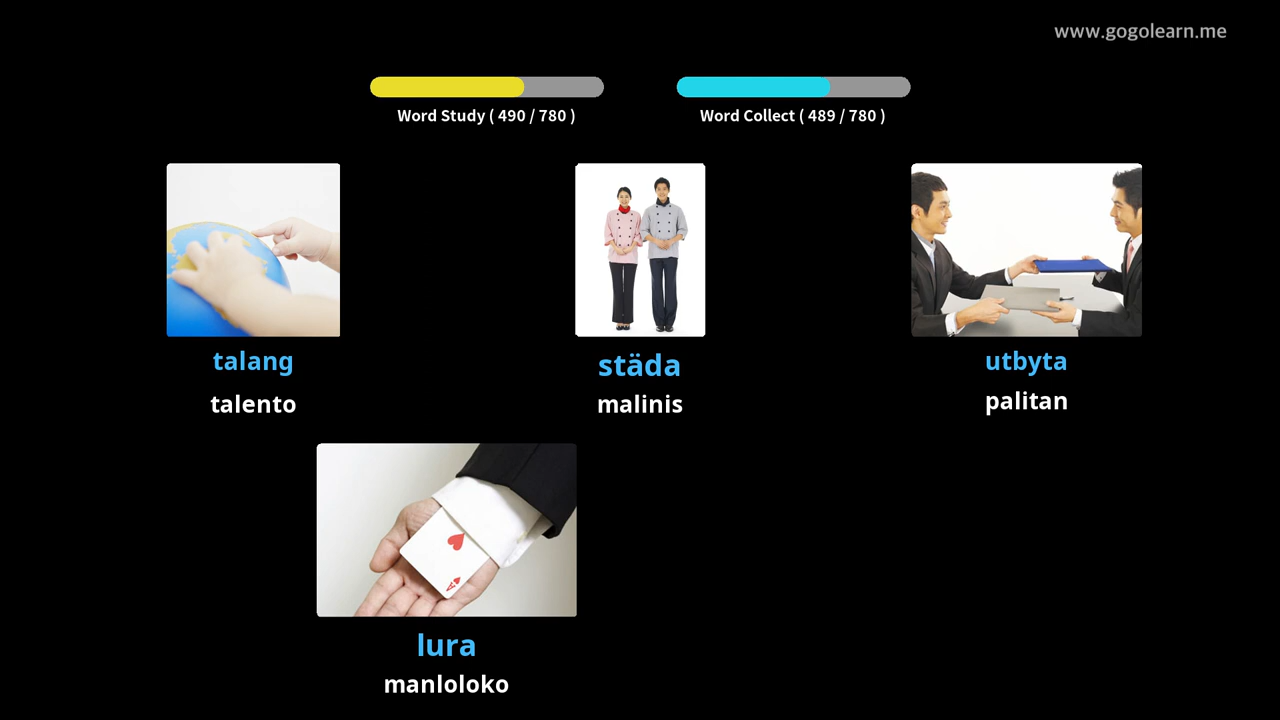 www.gogolearn.me
Word Study ( 490 / 780 )
Word Collect ( 489 / 780 )
talang
talento
städa
malinis
utbyta
palitan
lura
manloloko